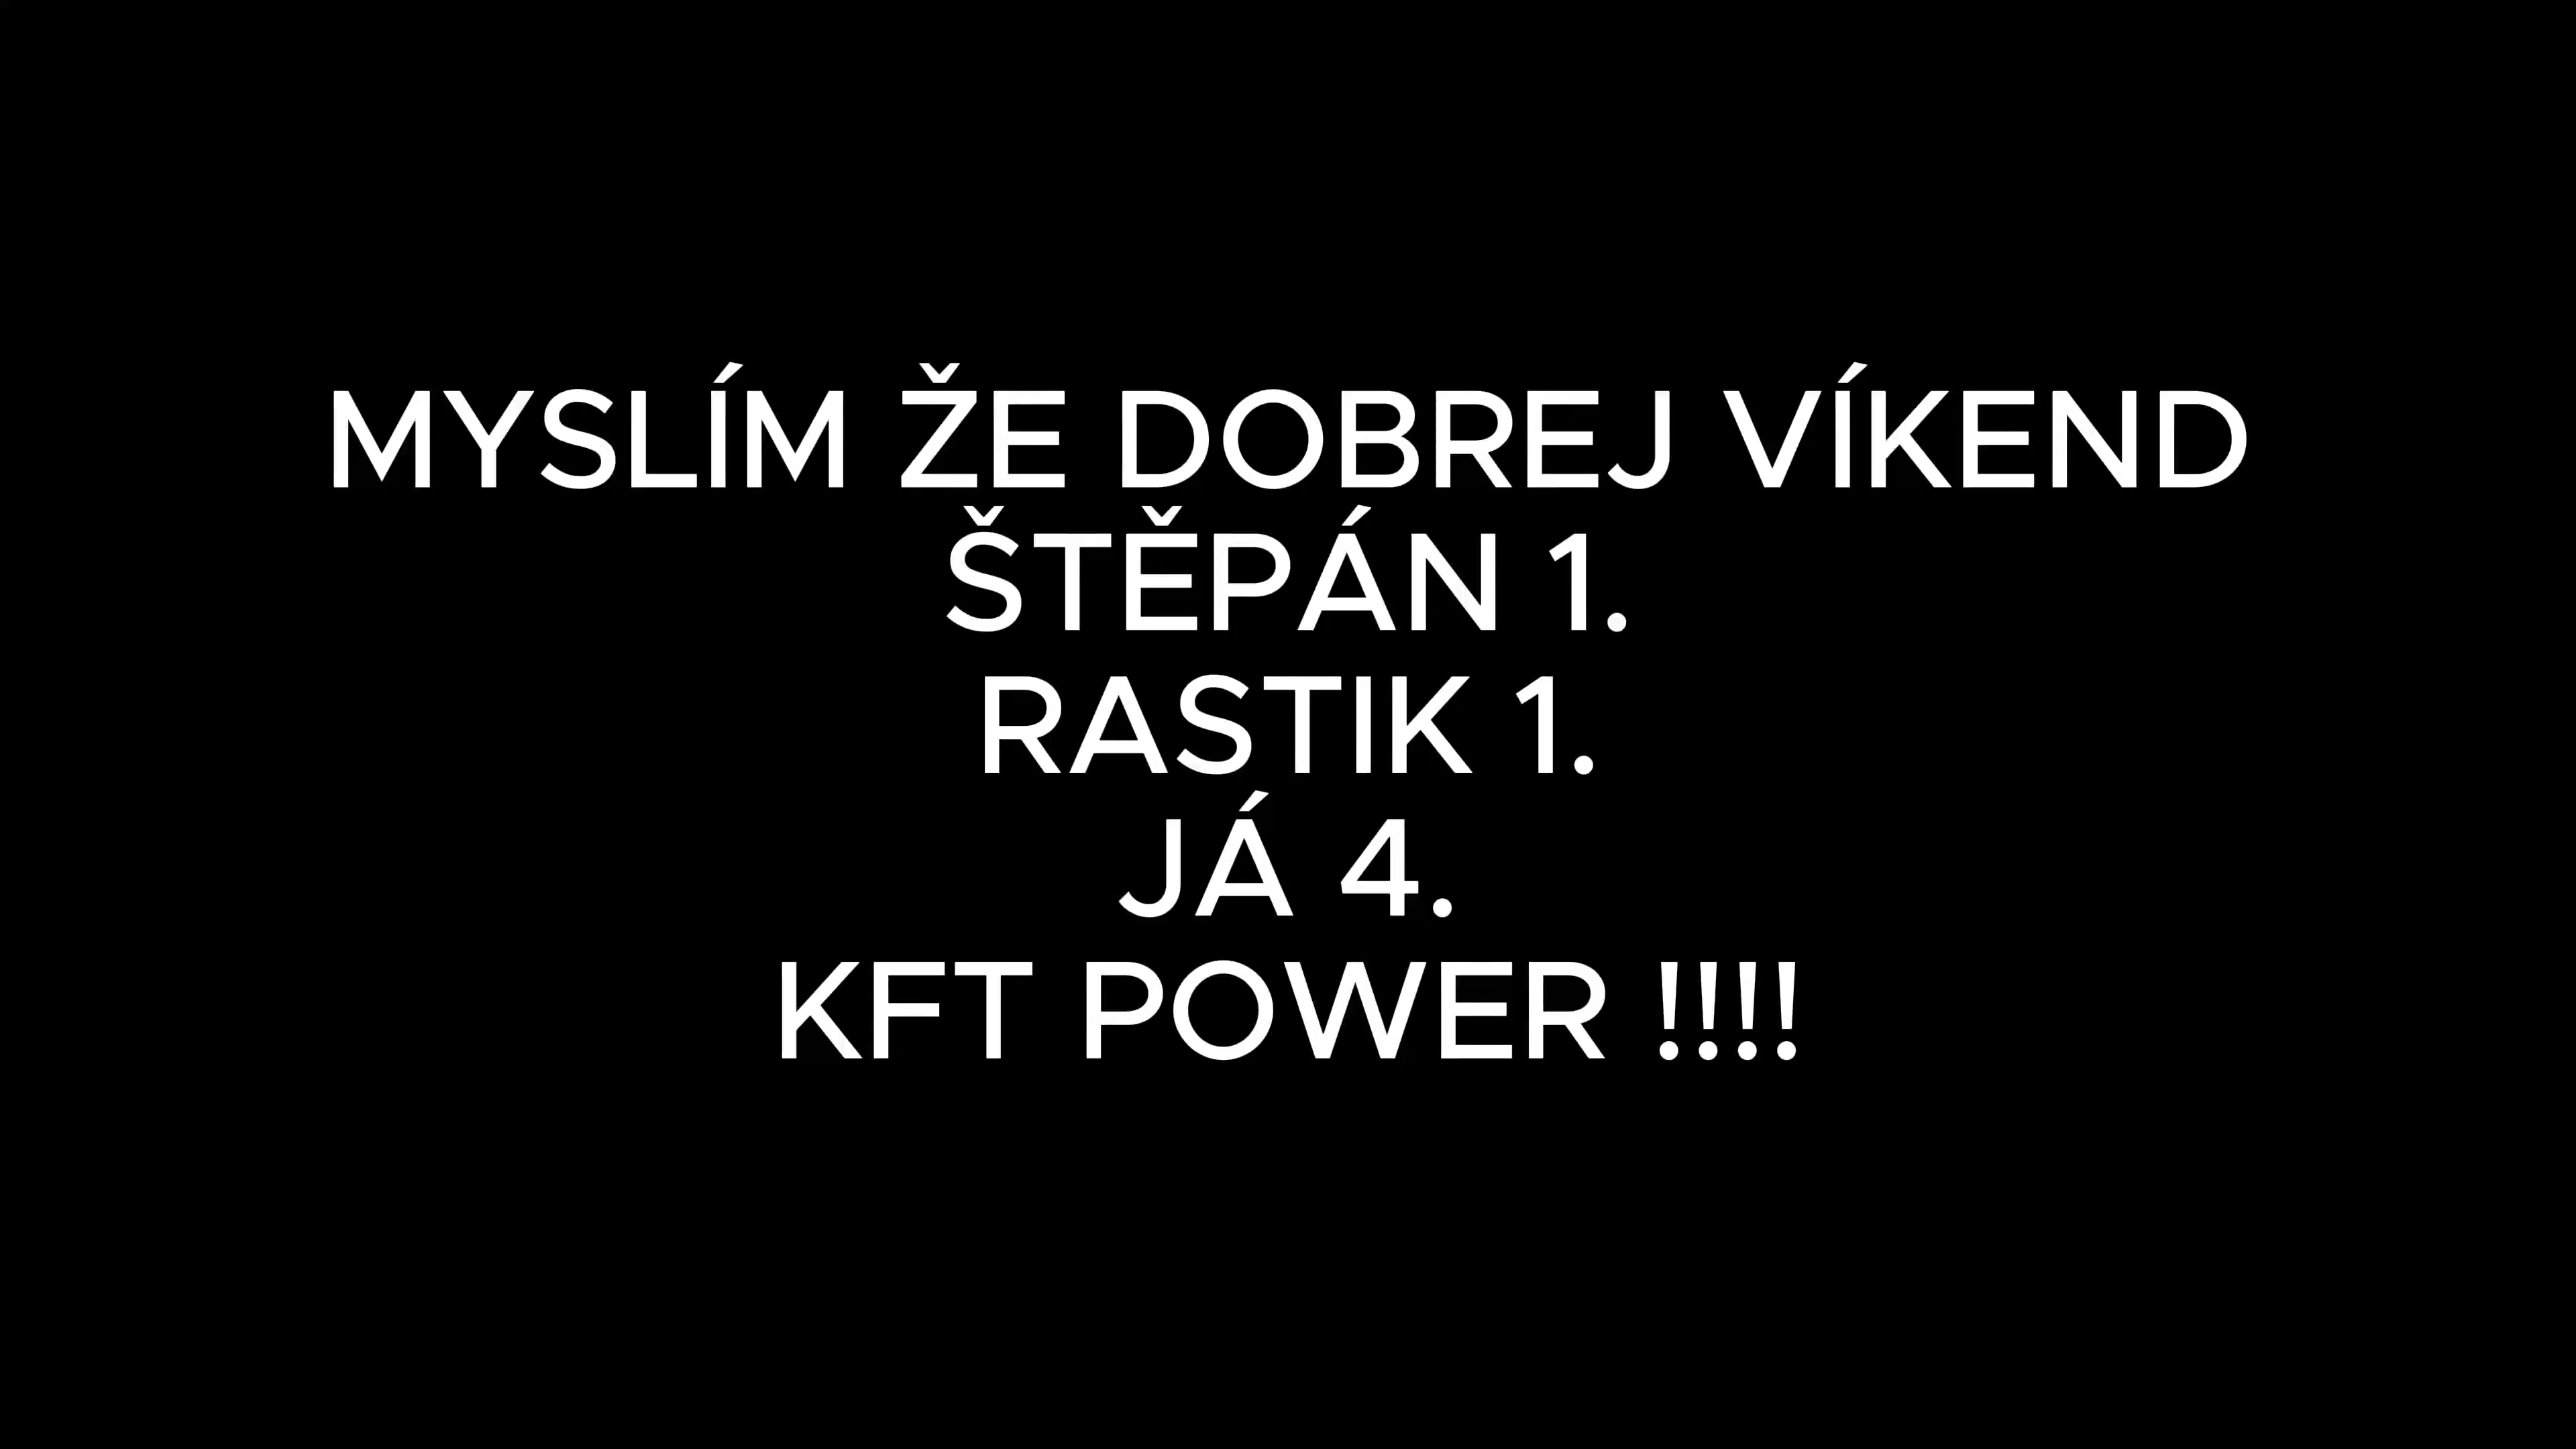 MYSLÍM ŽE DOBREJ VÍKEND
ŠTĚPÁN 1.
RASTIK 1.
JÁ 4.
KFT POWER !!!!